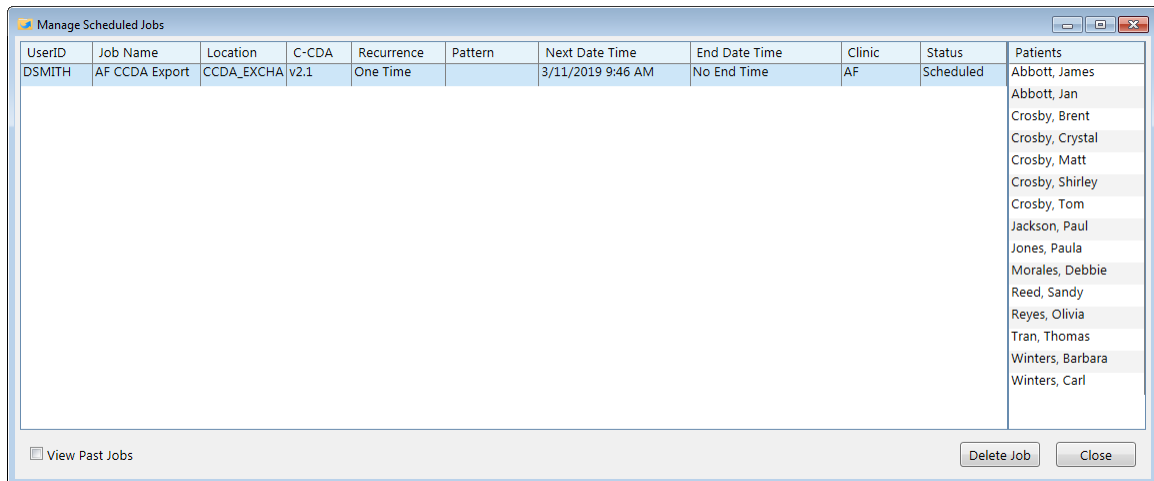 Manage Scheduled Jobs
UserID Job Name Location C-CDA Recurrence Pattern Next Date Time End Date Time Clinic Status Patients
DSMITH AF CCDA Export CCDA_EXCHA v2.1 One Time 3/11/2019 9:46 AM No End Time AF Scheduled Abbott, James
Abbott, Jan
Crosby, Brent
Crosby, Crystal
Crosby, Matt
Crosby, Shirley
Crosby, Tom
Jackson, Paul
Jones, Paula
Morales, Debbie
Reed, Sandy
Reyes, Olivia
Tran, Thomas
Winters, Barbara
Winters, Carl
View Past Jobs Delete Job Close